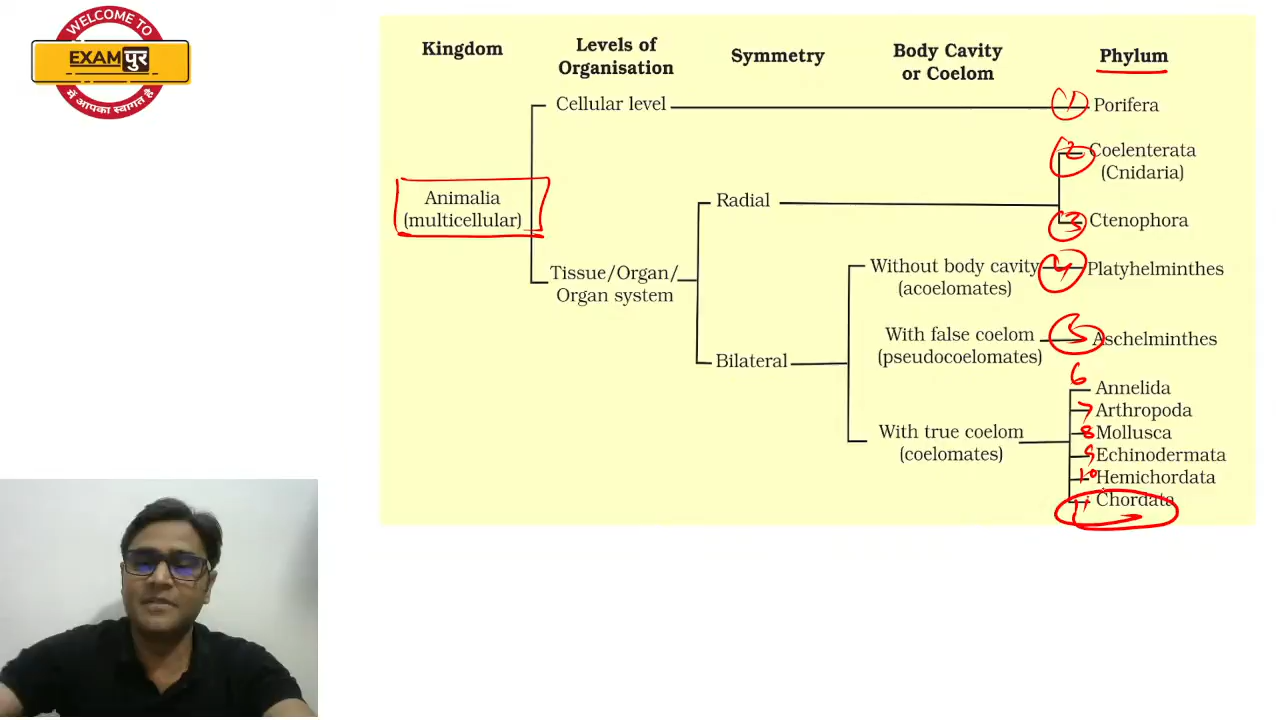 WELCOME TO
EXAMपुर
में आपका स्वागत है
Kingdom
Levels of
Organisation
Symmetry
Body Cavity
or Coelom
Phylum
Cellular level
1 Porifera
2 Coelenterata
(Cnidaria)
Animalia
(multicellular)
Radial
3 Ctenophora
Tissue/Organ/
Organ system
Without body cavity
(acoelomates)
4 Platyhelminthes
With false coelom
(pseudocoelomates)
5 Aschelminthes
Bilateral
With true coelom
(coelomates)
6 Annelida
7 Arthropoda
8 Mollusca
9 Echinodermata
10 Hemichordata
11 Chordata